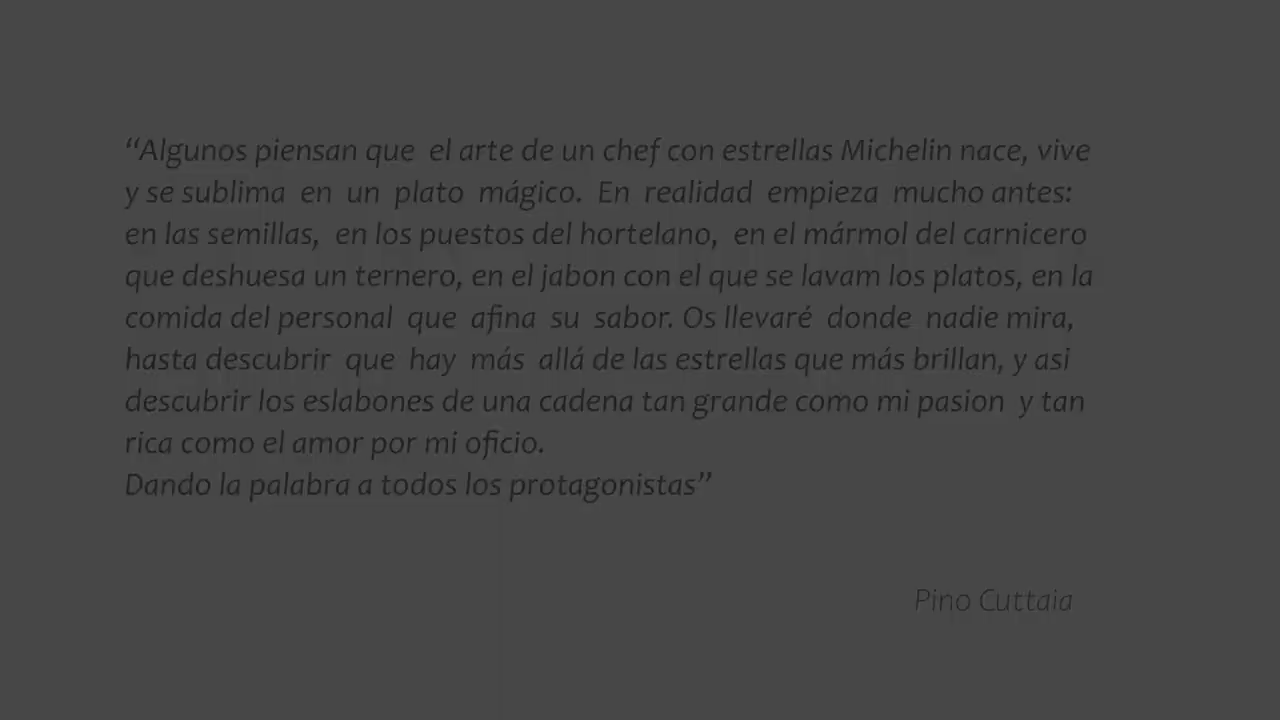 “Algunos piensan que el arte de un chef con estrellas Michelin nace, vive
y se sublima en un plato mágico. En realidad empieza mucho antes:
en las semillas, en los puestos del hortelano, en el mármol del carnicero
que deshuesa un ternero, en el jabon con el que se lavam los platos, en la
comida del personal que afina su sabor. Os llevaré donde nadie mira,
hasta descubrir que hay más allá de las estrellas que más brillan, y asi
descubrir los eslabones de una cadena tan grande como mi pasion y tan
rica como el amor por mi oficio.
Dando la palabra a todos los protagonistas”
Pino Cuttaia